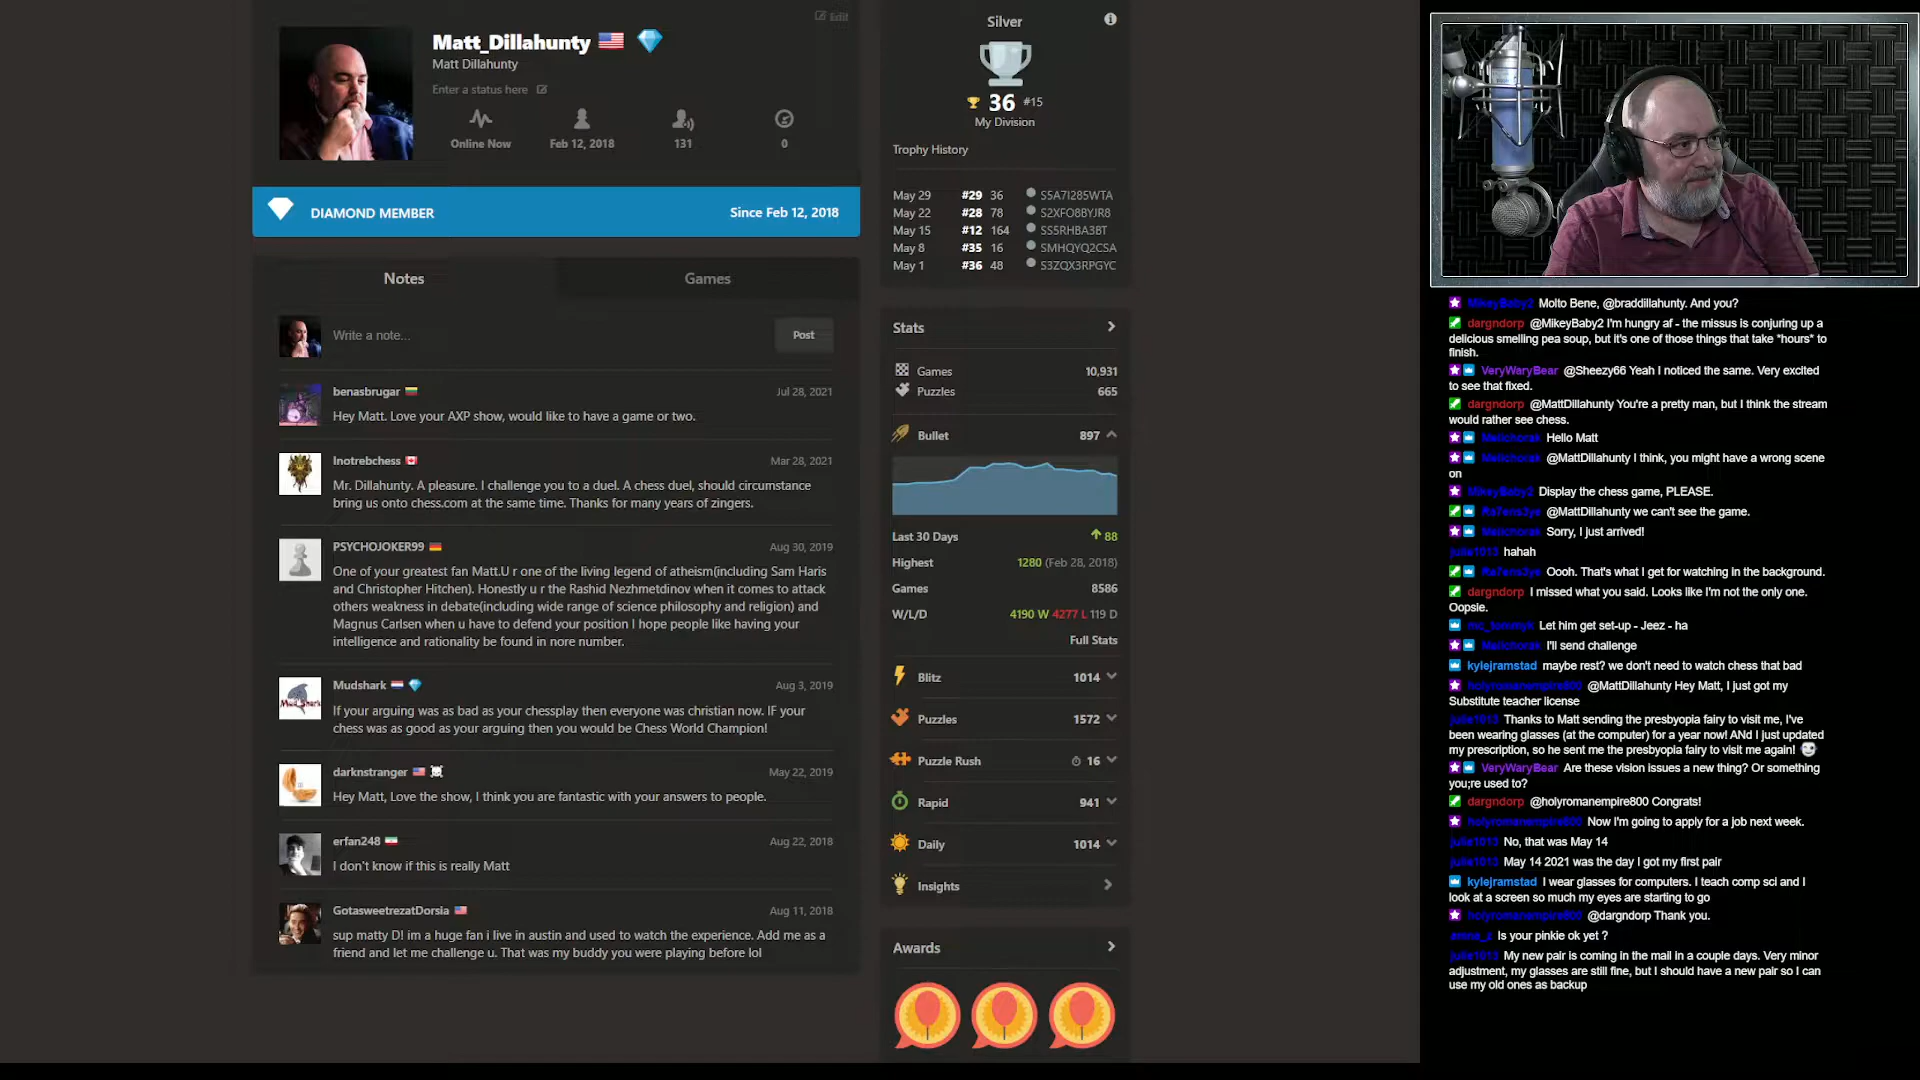 Edit
Matt_Dillahunty
Matt Dillahunty
Enter a status here
Online Now
Feb 12, 2018
131
0
DIAMOND MEMBER
Since Feb 12, 2018
Notes
Games
Write a note...
Post
benasbrugar
Jul 28, 2021
Hey Matt. Love your AXP show, would like to have a game or two.
Inotrebchess
Mar 28, 2021
Mr. Dillahunty. A pleasure. I challenge you to a duel. A chess duel, should circumstance
bring us onto chess.com at the same time. Thanks for many years of zingers.
PSYCHOJOKER99
Aug 30, 2019
One of your greatest fan Matt.U r one of the living legend of atheism(including Sam Haris
and Christopher Hitchen). Honestly u r the Rashid Nezhmetdinov when it comes to attack
others weakness in debate(including wide range of science philosophy and religion) and
Magnus Carlsen when u have to defend your position I hope people like having your
intelligence and rationality be found in nore number.
Mudshark
Aug 3, 2019
If your arguing was as bad as your chessplay then everyone was christian now. IF your
chess was as good as your arguing then you would be Chess World Champion!
darknstranger
May 22, 2019
Hey Matt, Love the show, I think you are fantastic with your answers to people.
erfan248
Aug 22, 2018
I don't know if this is really Matt
GotasweetrezatDorsia
Aug 11, 2018
sup matty D! im a huge fan i live in austin and used to watch the experience. Add me as a
friend and let me challenge u. That was my buddy you were playing before lol
Silver
36 #15
My Division
Trophy History
May 29 #29 36 S5A7I285WTA
May 22 #28 78 S2XFO8BYJR8
May 15 #12 164 SS5RHBA3BT
May 8 #35 16 SMHQYQ2CSA
May 1 #36 48 S3ZQX3RPGYC
Stats
Games 10,931
Puzzles 665
Bullet 897
Last 30 Days 88
Highest 1280 (Feb 28, 2018)
Games 8586
W/L/D 4190 W 4277 L 119 D
Full Stats
Blitz 1014
Puzzles 1572
Puzzle Rush 16
Rapid 941
Daily 1014
Insights
Awards
MikeyBaby2 Molto Bene, @braddillahunty. And you?
dargndorp @MikeyBaby2 I'm hungry af - the missus is conjuring up a
delicious smelling pea soup, but it's one of those things that take *hours* to
finish.
VeryWaryBear @Sheezy66 Yeah I noticed the same. Very excited
to see that fixed.
dargndorp @MattDillahunty You're a pretty man, but I think the stream
would rather see chess.
Hello Matt
@MattDillahunty I think, you might have a wrong scene
on
MikeyBaby2 Display the chess game, PLEASE.
@MattDillahunty we can't see the game.
Sorry, I just arrived!
julie1013 hahah
Oooh. That's what I get for watching in the background.
dargndorp I missed what you said. Looks like I'm not the only one.
Oopsie.
Let him get set-up - Jeez - ha
I'll send challenge
kylejramstad maybe rest? we don't need to watch chess that bad
holyromanempire800 @MattDillahunty Hey Matt, I just got my
Substitute teacher license
julie1013 Thanks to Matt sending the presbyopia fairy to visit me, I've
been wearing glasses (at the computer) for a year now! ANd I just updated
my prescription, so he sent me the presbyopia fairy to visit me again!
VeryWaryBear Are these vision issues a new thing? Or something
you;re used to?
dargndorp @holyromanempire800 Congrats!
holyromanempire800 Now I'm going to apply for a job next week.
julie1013 No, that was May 14
julie1013 May 14 2021 was the day I got my first pair
kylejramstad I wear glasses for computers. I teach comp sci and I
look at a screen so much my eyes are starting to go
holyromanempire800 @dargndorp Thank you.
Is your pinkie ok yet ?
julie1013 My new pair is coming in the mail in a couple days. Very minor
adjustment, my glasses are still fine, but I should have a new pair so I can
use my old ones as backup